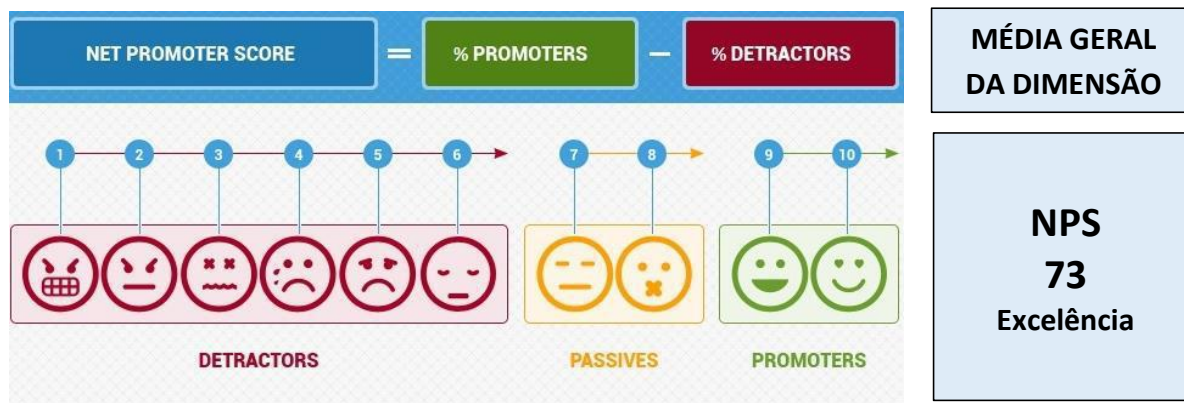 NET PROMOTER SCORE = % PROMOTERS − % DETRACTORS
1 2 3 4 5 6 7 8 9 10
DETRACTORS PASSIVES PROMOTERS
MÉDIA GERAL
DA DIMENSÃO
NPS
73
Excelência